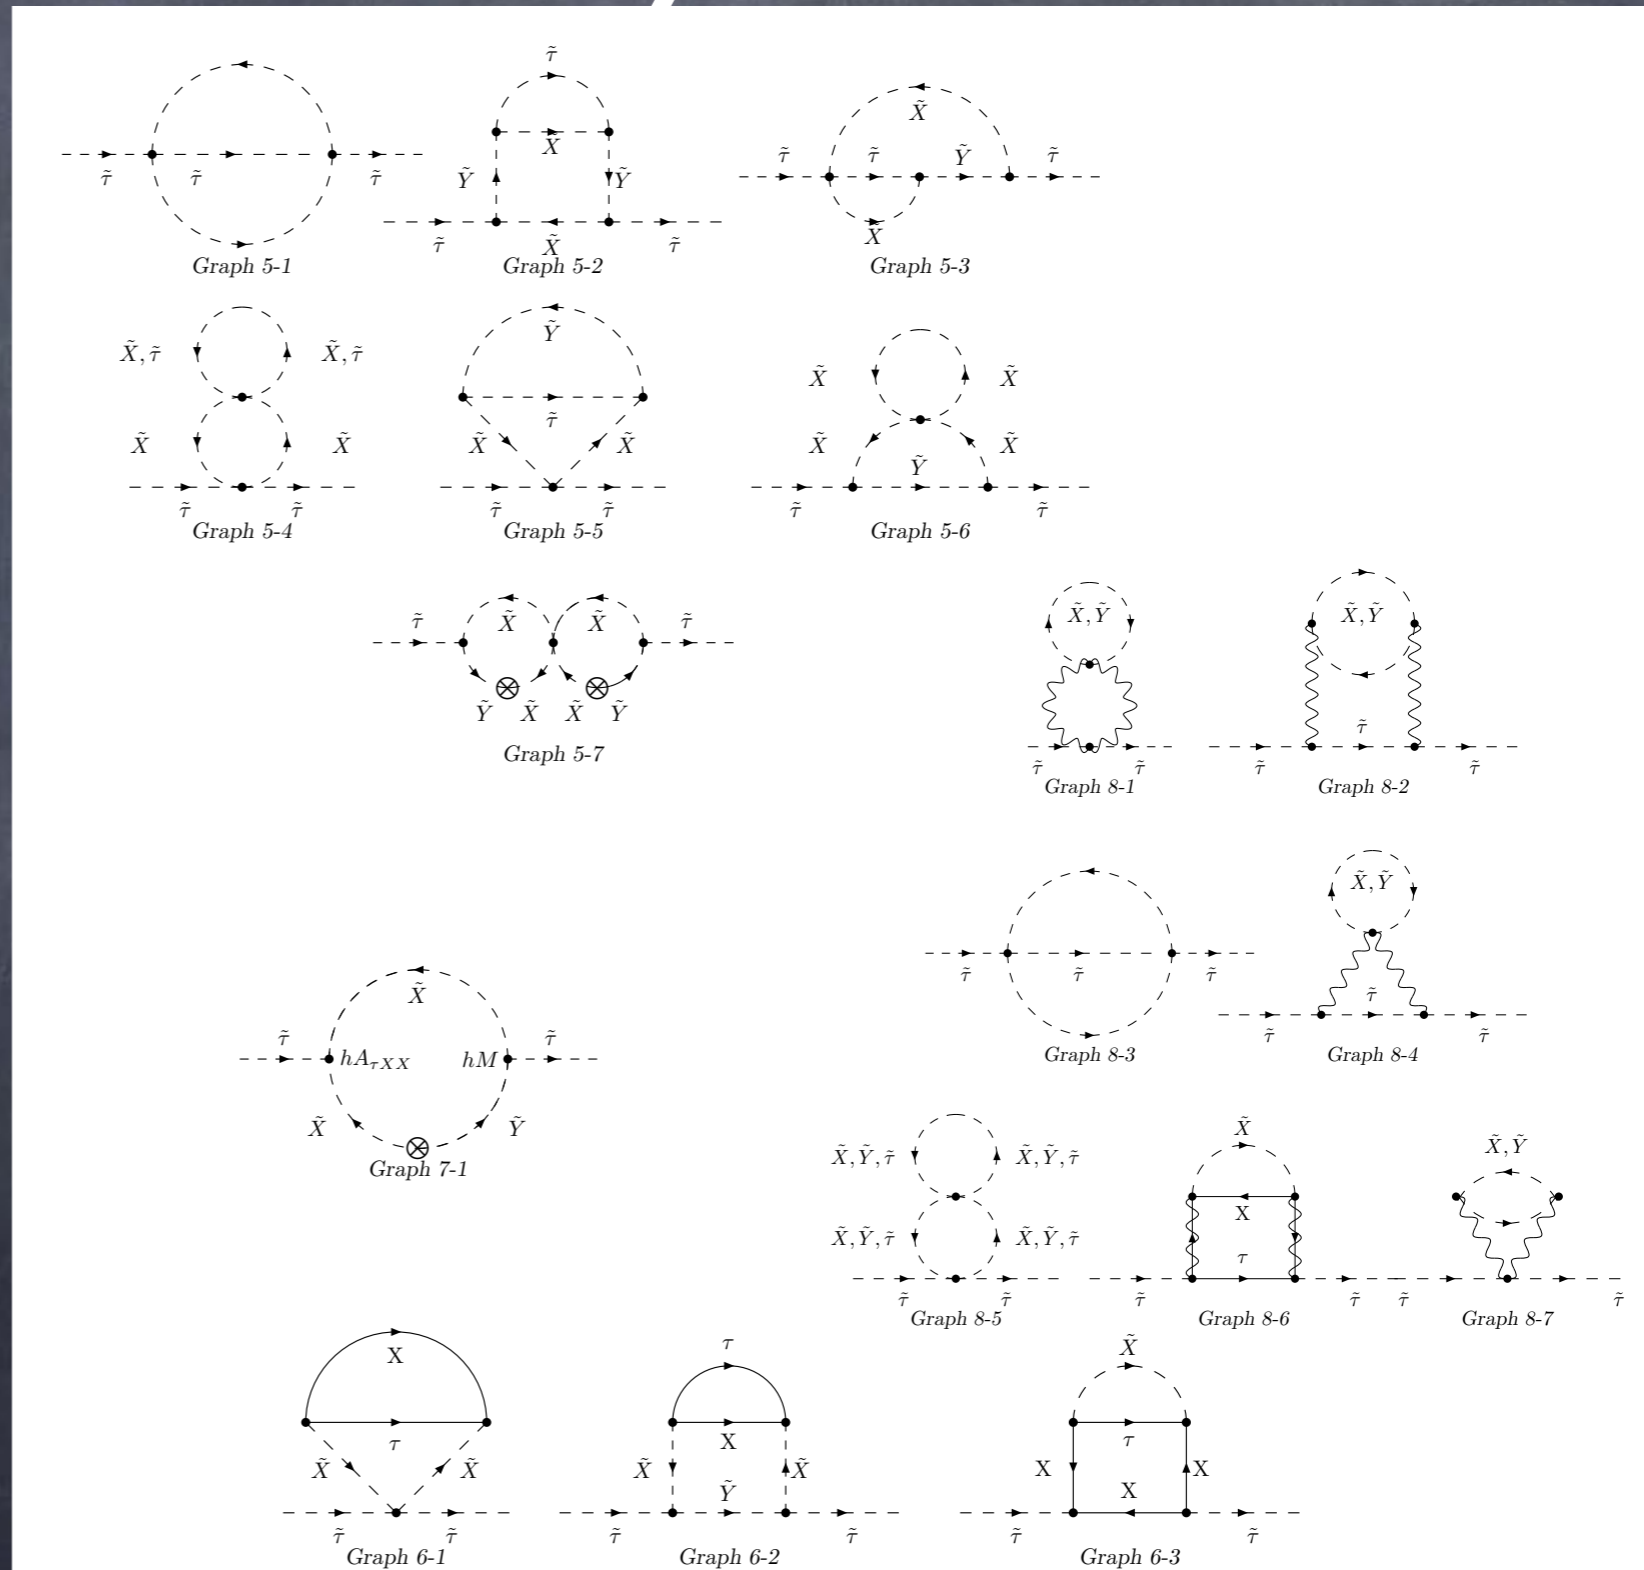 τ̃
τ̃ τ̃ τ̃
Graph 5-1
X̃
Ỹ Ỹ
τ̃ X̃ τ̃
Graph 5-2
X̃
τ̃ τ̃ Ỹ τ̃
X̃
Graph 5-3
X̃, τ̃ X̃, τ̃
X̃ X̃
τ̃ τ̃
Graph 5-4
Ỹ
τ̃
X̃ X̃
τ̃ τ̃
Graph 5-5
X̃ X̃
X̃ Ỹ X̃
τ̃ τ̃
Graph 5-6
τ̃ X̃ X̃ τ̃
Ỹ X̃ X̃ Ỹ
Graph 5-7
X̃, Ỹ
τ̃ τ̃
Graph 8-1
X̃, Ỹ
τ̃
τ̃ τ̃
Graph 8-2
τ̃ τ̃ τ̃
Graph 8-3
X̃, Ỹ
τ̃
τ̃ τ̃
Graph 8-4
X̃
τ̃ hA_{τXX} hM τ̃
X̃ Ỹ
Graph 7-1
X̃, Ỹ, τ̃ X̃, Ỹ, τ̃
X̃, Ỹ, τ̃ X̃, Ỹ, τ̃
τ̃ τ̃
Graph 8-5
X̃
X
τ
τ̃ τ̃
Graph 8-6
X̃, Ỹ
τ̃ τ̃
Graph 8-7
X
τ
X̃ X̃
τ̃ τ̃
Graph 6-1
τ
X
X̃ Ỹ X̃
τ̃ τ̃
Graph 6-2
X̃
τ
X X X
τ̃ τ̃
Graph 6-3